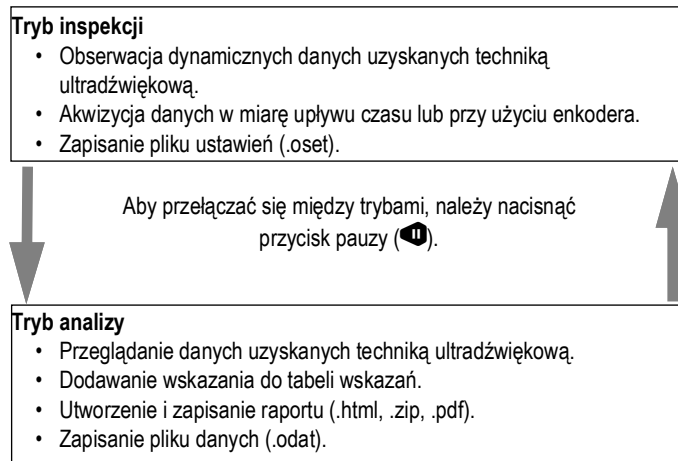 Tryb inspekcji
• Obserwacja dynamicznych danych uzyskanych techniką
ultradźwiękową.
• Akwizycja danych w miarę upływu czasu lub przy użyciu enkodera.
• Zapisanie pliku ustawień (.oset).
Aby przełączać się między trybami, należy nacisnąć
przycisk pauzy ().
Tryb analizy
• Przeglądanie danych uzyskanych techniką ultradźwiękową.
• Dodawanie wskazania do tabeli wskazań.
• Utworzenie i zapisanie raportu (.html, .zip, .pdf).
• Zapisanie pliku danych (.odat).